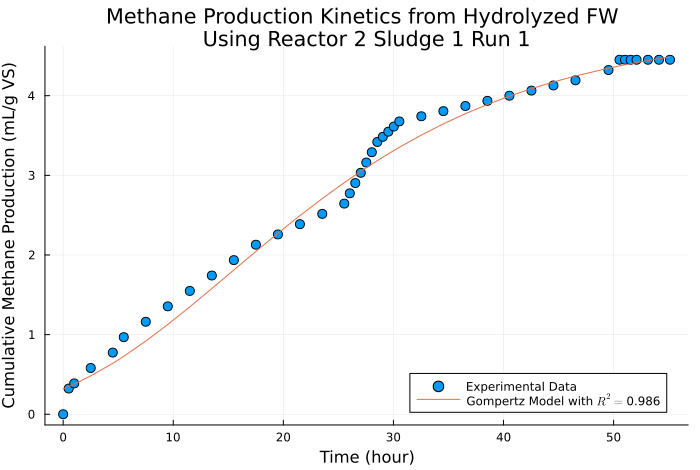 Methane Production Kinetics from Hydrolyzed FW
Using Reactor 2 Sludge 1 Run 1
Cumulative Methane Production (mL/g VS)
4
3
2
1
0
0 10 20 30 40 50
Time (hour)
Experimental Data
Gompertz Model with R² = 0.986